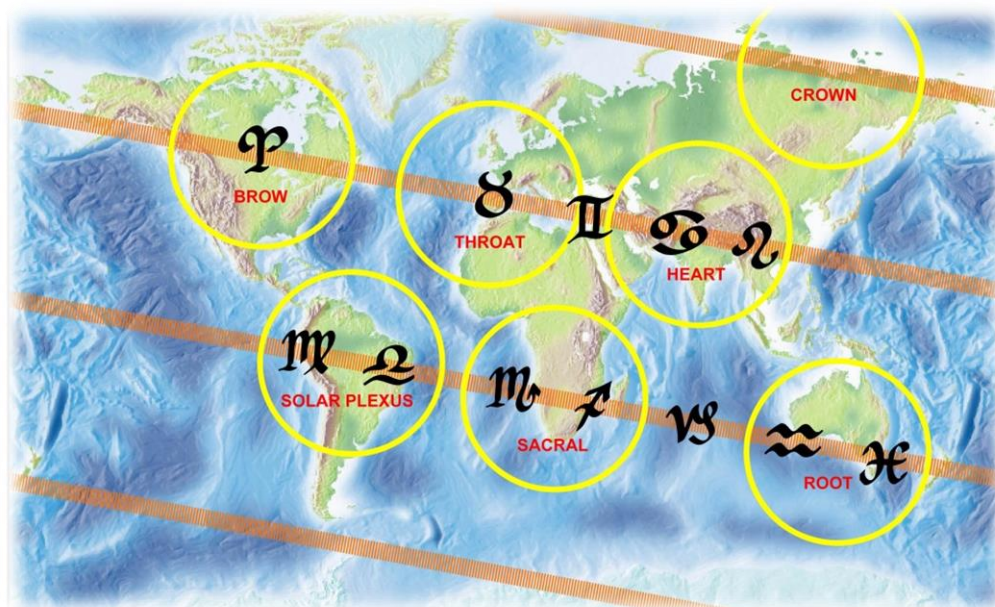 CROWN
BROW
THROAT
HEART
SOLAR PLEXUS
SACRAL
ROOT